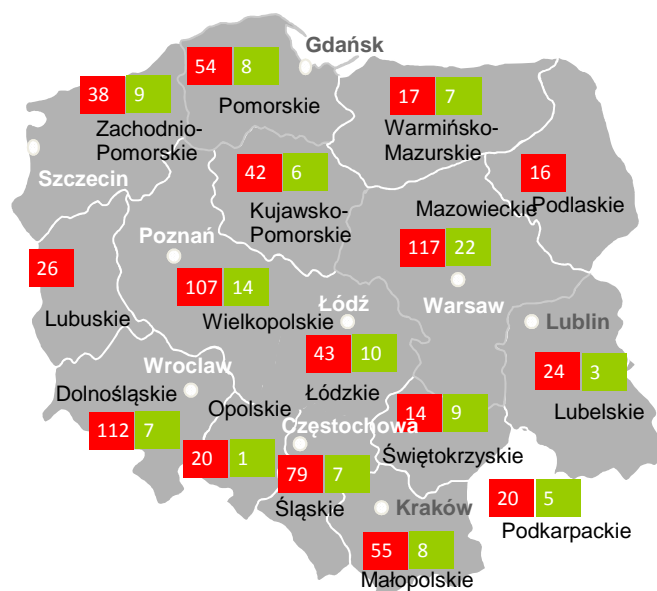 Gdańsk
54 8
Pomorskie
38 9
Zachodnio-
Pomorskie
17 7
Warmińsko-
Mazurskie
Szczecin
42 6
Kujawsko-
Pomorskie
16
Podlaskie
Mazowieckie
117 22
Warsaw
Poznań
107 14
Wielkopolskie
26
Lubuskie
Łódź
43 10
Łódzkie
Lublin
24 3
Lubelskie
Wroclaw
Dolnośląskie
112 7
Opolskie
20 1
Częstochowa
79 7
Śląskie
14 9
Świętokrzyskie
20 5
Podkarpackie
Kraków
55 8
Małopolskie